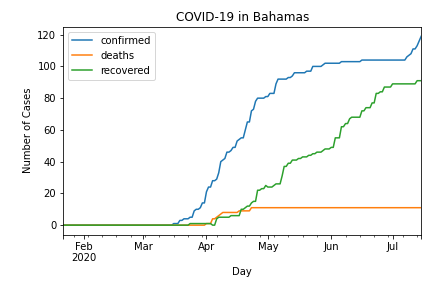 COVID-19 in Bahamas
confirmed
deaths
recovered
120
100
80
60
40
20
0
Number of Cases
Feb Mar Apr May Jun Jul
2020
Day